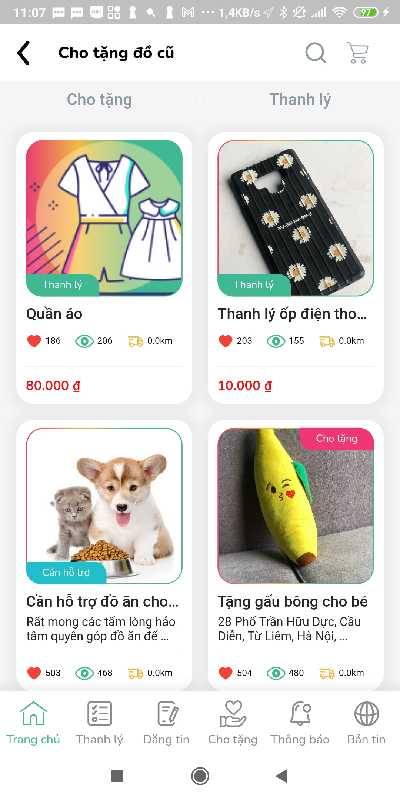 11:07 ... 1,4KB/s 97
Cho tặng đồ cũ
Cho tặng Thanh lý
Thanh lý
Thanh lý
Quần áo
Thanh lý ốp điện tho...
186 206 0.0km
203 155 0.0km
80.000 ₫
10.000 ₫
Cần hỗ trợ
Cho tặng
Cần hỗ trợ đồ ăn cho...
Rất mong các tấm lòng hảo
tâm quyên góp đồ ăn để ...
Tặng gấu bông cho bé
28 Phố Trần Hữu Dực, Cầu
Diễn, Từ Liêm, Hà Nội, ...
503 468 0.0km
504 480 0.0km
Trang chủ Thanh lý Đăng tin Cho tặng Thông báo Bản tin